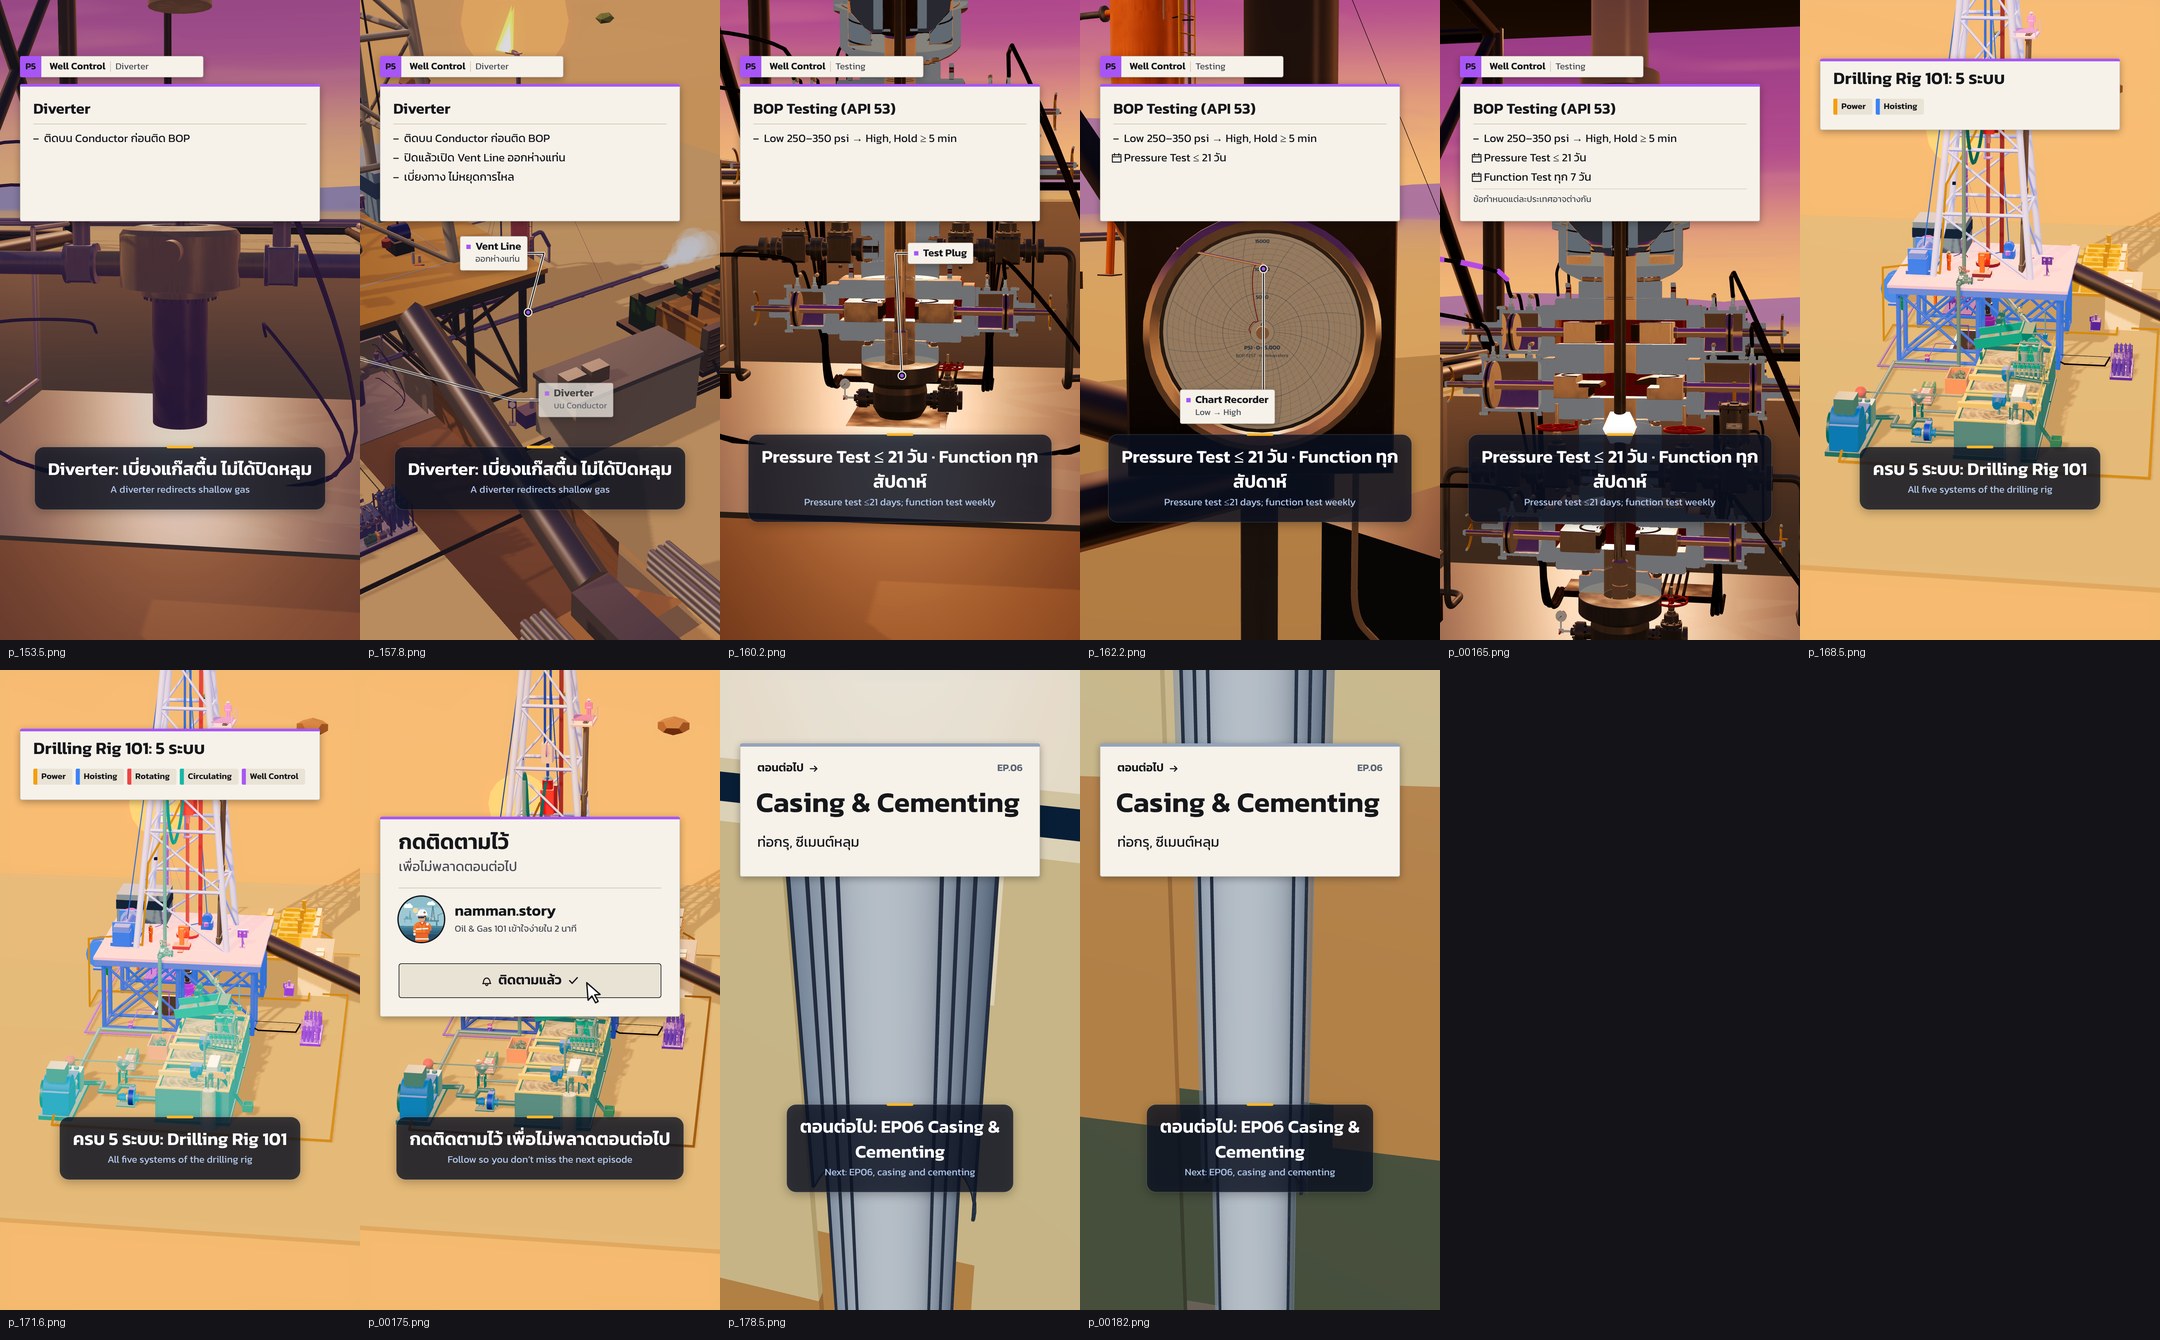 P5 Well Control Diverter
Diverter
– ติดบน Conductor ก่อนติด BOP
Diverter: เบี่ยงแก๊สตื้น ไม่ได้ปิดหลุม
A diverter redirects shallow gas
p_153.5.png
P5 Well Control Diverter
Diverter
– ติดบน Conductor ก่อนติด BOP
– ปิดแล้วเปิด Vent Line ออกห่างแท่น
– เบี่ยงทาง ไม่หยุดการไหล
Vent Line
ออกห่างแท่น
Diverter
บน Conductor
Diverter: เบี่ยงแก๊สตื้น ไม่ได้ปิดหลุม
A diverter redirects shallow gas
p_157.8.png
P5 Well Control Testing
BOP Testing (API 53)
– Low 250–350 psi → High, Hold ≥ 5 min
Test Plug
Pressure Test ≤ 21 วัน · Function ทุก
สัปดาห์
Pressure test ≤21 days; function test weekly
p_160.2.png
P5 Well Control Testing
BOP Testing (API 53)
– Low 250–350 psi → High, Hold ≥ 5 min
Pressure Test ≤ 21 วัน
Chart Recorder
Low → High
Pressure Test ≤ 21 วัน · Function ทุก
สัปดาห์
Pressure test ≤21 days; function test weekly
p_162.2.png
P5 Well Control Testing
BOP Testing (API 53)
– Low 250–350 psi → High, Hold ≥ 5 min
Pressure Test ≤ 21 วัน
Function Test ทุก 7 วัน
ข้อกำหนดแต่ละประเทศอาจต่างกัน
Pressure Test ≤ 21 วัน · Function ทุก
สัปดาห์
Pressure test ≤21 days; function test weekly
p_00165.png
Drilling Rig 101: 5 ระบบ
Power Hoisting
ครบ 5 ระบบ: Drilling Rig 101
All five systems of the drilling rig
p_168.5.png
Drilling Rig 101: 5 ระบบ
Power Hoisting Rotating Circulating Well Control
ครบ 5 ระบบ: Drilling Rig 101
All five systems of the drilling rig
p_171.6.png
กดติดตามไว้
เพื่อไม่พลาดตอนต่อไป
namman.story
Oil & Gas 101 เข้าใจง่ายใน 2 นาที
ติดตามแล้ว ✓
กดติดตามไว้ เพื่อไม่พลาดตอนต่อไป
Follow so you don't miss the next episode
p_00175.png
ตอนต่อไป → EP.06
Casing & Cementing
ท่อกรุ, ซีเมนต์หลุม
ตอนต่อไป: EP06 Casing &
Cementing
Next: EP06, casing and cementing
p_178.5.png
ตอนต่อไป → EP.06
Casing & Cementing
ท่อกรุ, ซีเมนต์หลุม
ตอนต่อไป: EP06 Casing &
Cementing
Next: EP06, casing and cementing
p_00182.png